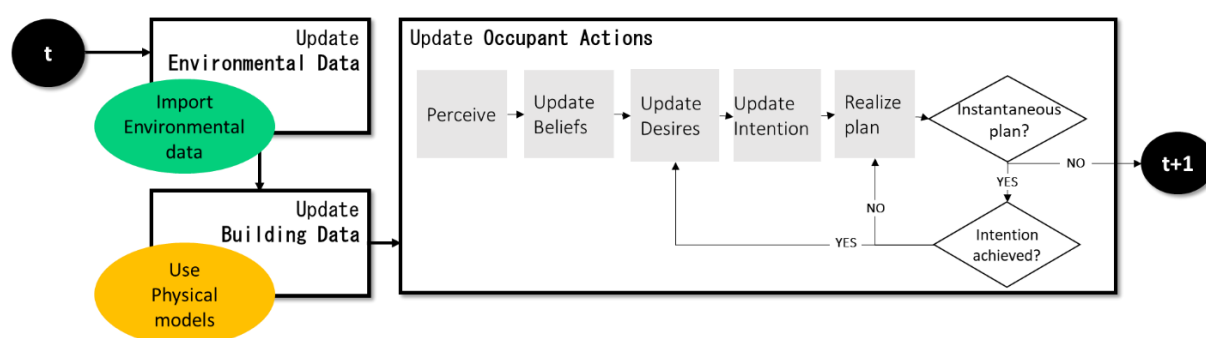 t
Update
Environmental Data
Import
Environmental
data
Update
Building Data
Use
Physical
models
Update Occupant Actions
Perceive
Update
Beliefs
Update
Desires
Update
Intention
Realize
plan
Instantaneous
plan?
NO
YES
Intention
achieved?
NO
YES
t+1